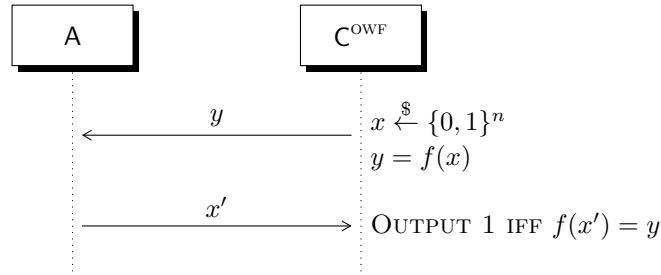 A
C^OWF
y
x ←$ {0, 1}^n
y = f(x)
x′
OUTPUT 1 IFF f(x′) = y